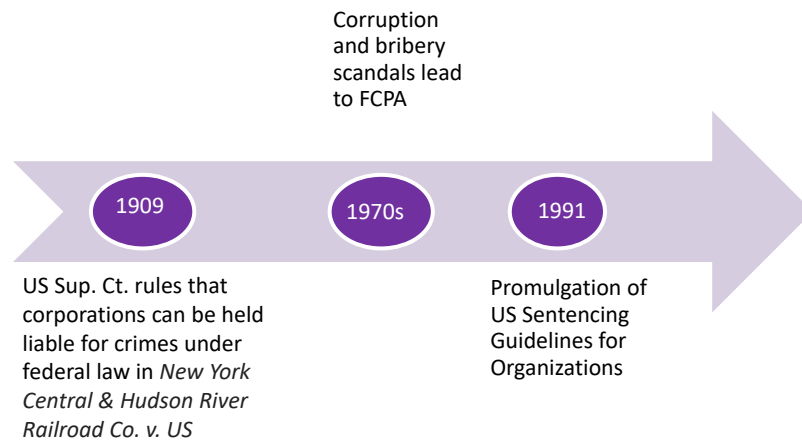 Corruption
and bribery
scandals lead
to FCPA
1909
1970s
1991
US Sup. Ct. rules that
corporations can be held
liable for crimes under
federal law in New York
Central & Hudson River
Railroad Co. v. US
Promulgation of
US Sentencing
Guidelines for
Organizations